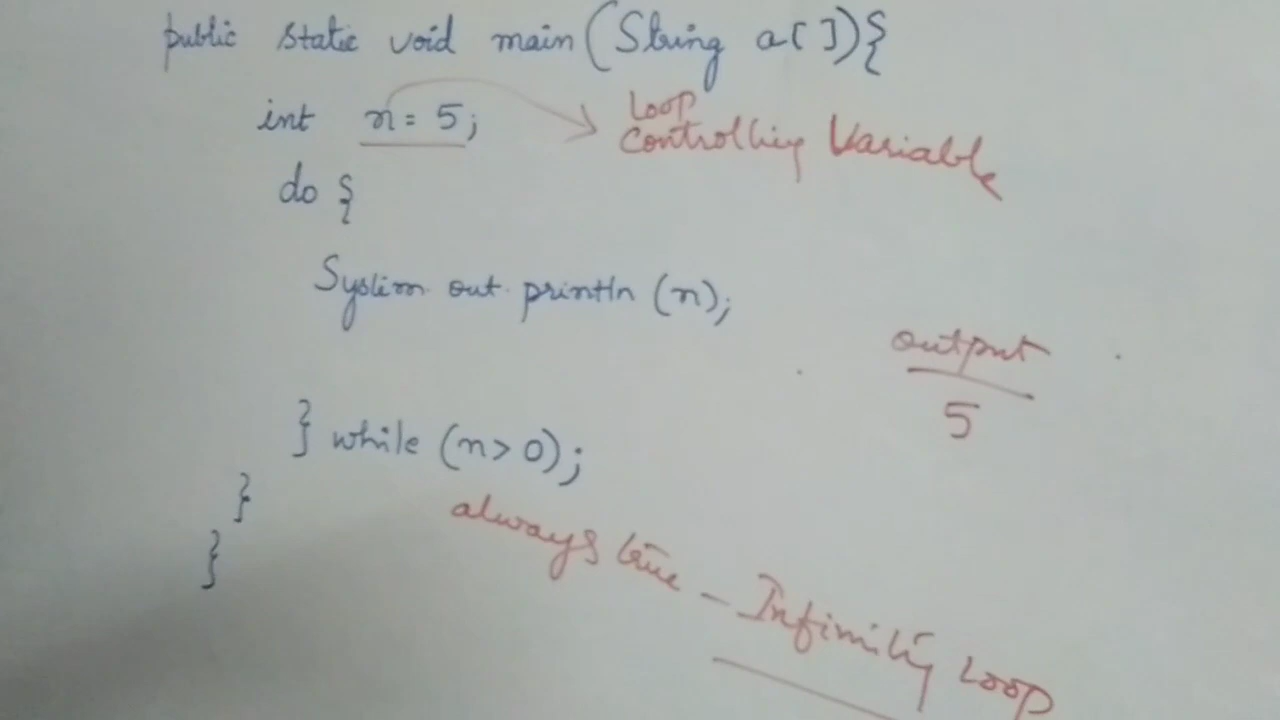 public static void main(String a[]){
int n = 5;
Loop
Controlling Variable
do {
System.out.println(n);
output
5
} while (n>0);
}
always true - Infinity Loop
}